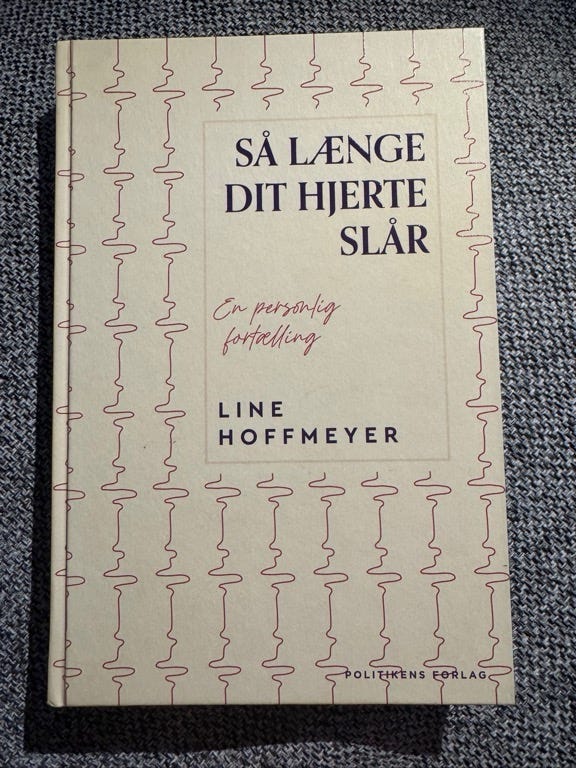 SÅ LÆNGE
DIT HJERTE
SLÅR
En personlig
fortælling
LINE
HOFFMEYER
POLITIKENS FORLAG